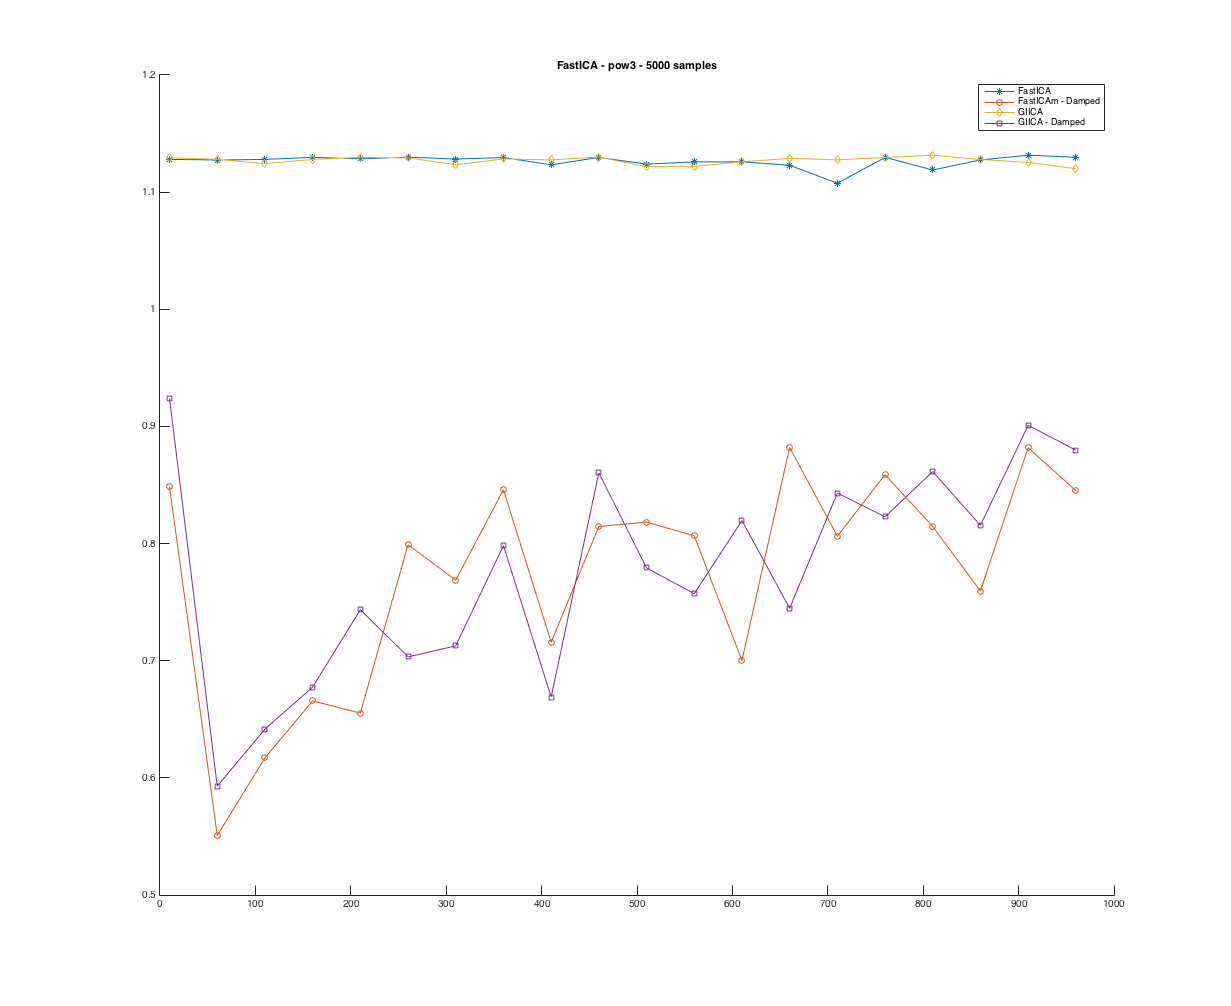 FastICA - pow3 - 5000 samples
FastICA
FastICAm - Damped
GIICA
GIICA - Damped
1.2
1.1
1
0.9
0.8
0.7
0.6
0.5
0 100 200 300 400 500 600 700 800 900 1000